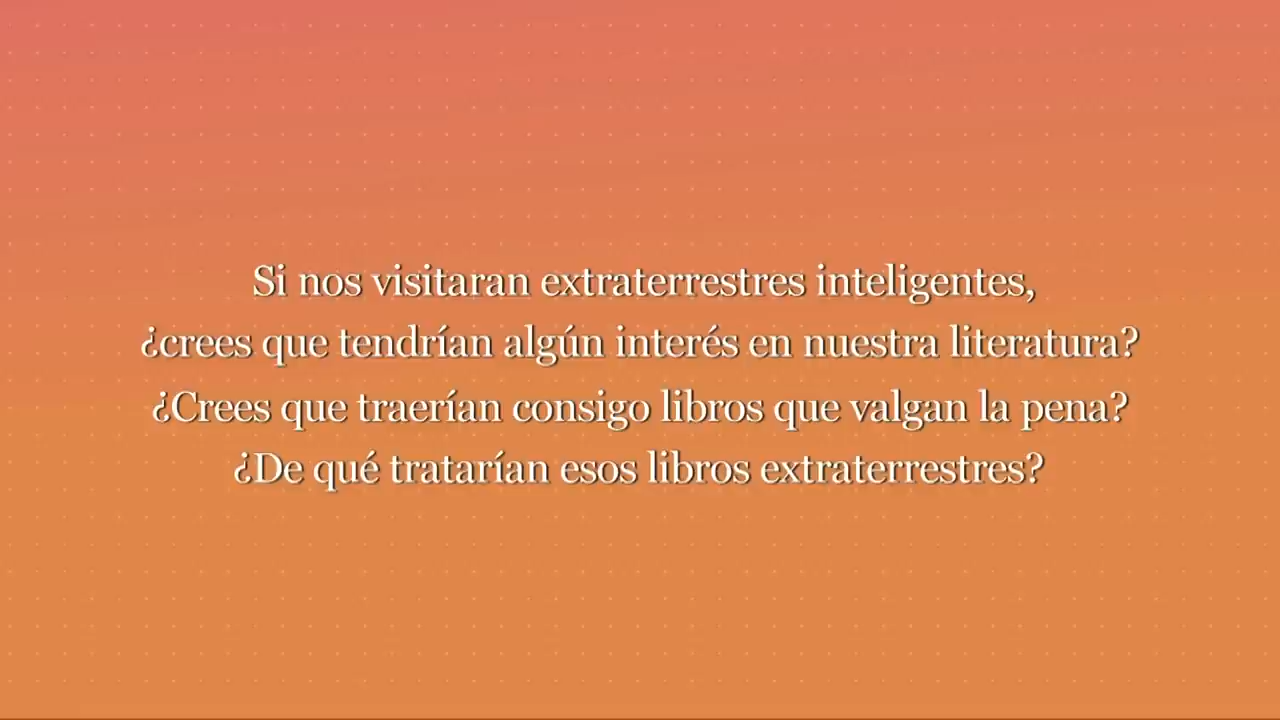 Si nos visitaran extraterrestres inteligentes,
¿crees que tendrían algún interés en nuestra literatura?
¿Crees que traerían consigo libros que valgan la pena?
¿De qué tratarían esos libros extraterrestres?